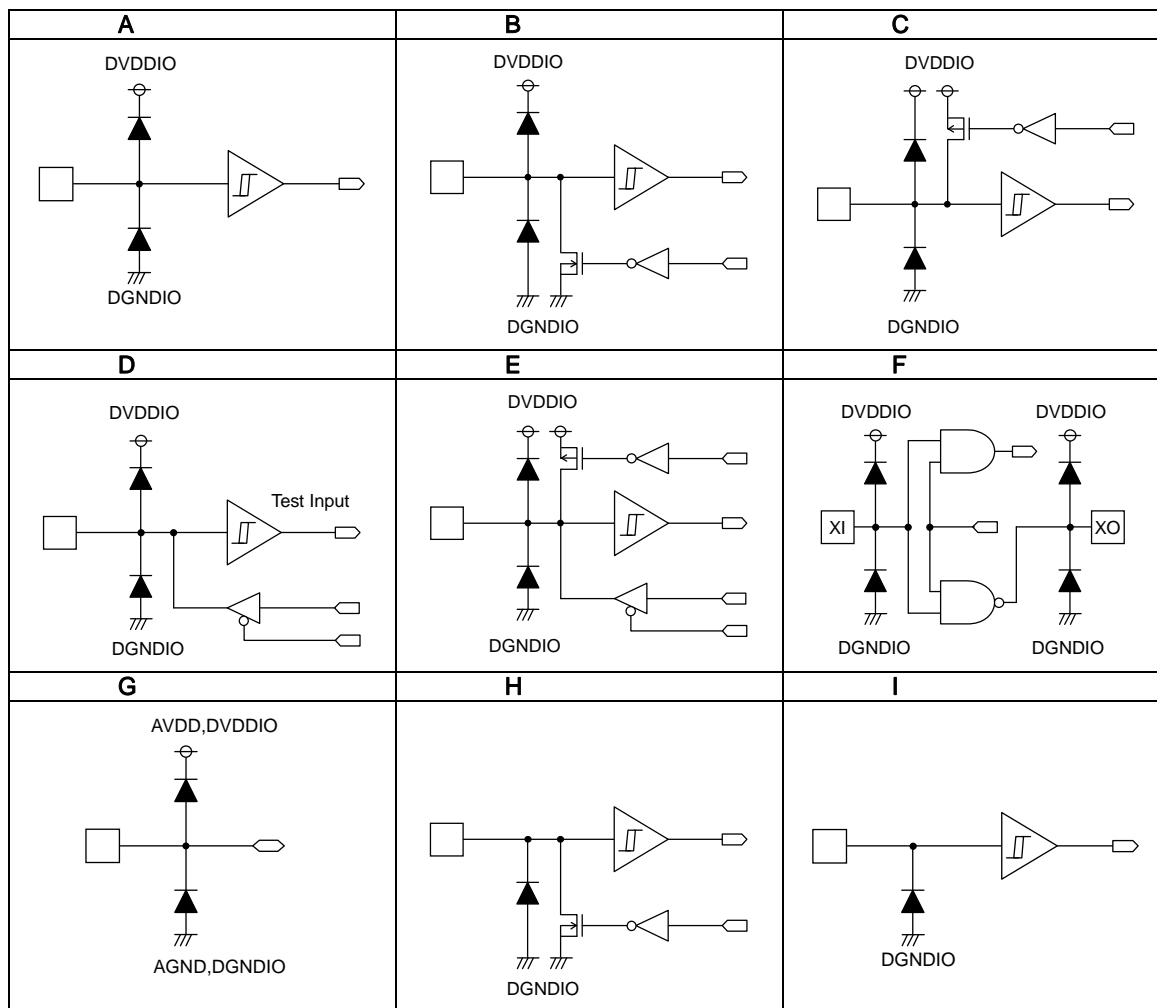 A B C
DVDDIO
DGNDIO
DVDDIO
DGNDIO
DVDDIO
DGNDIO
D E F
DVDDIO
Test Input
DGNDIO
DVDDIO
DGNDIO
DVDDIO DVDDIO
XI XO
DGNDIO DGNDIO
G H I
AVDD,DVDDIO
AGND,DGNDIO
DGNDIO
DGNDIO